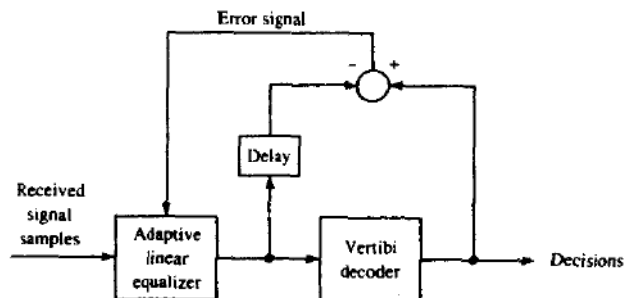 Error signal
−
+
Delay
Received
signal
samples
Adaptive
linear
equalizer
Vertibi
decoder
Decisions